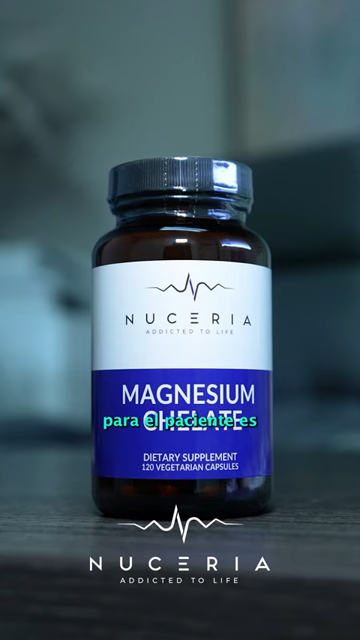 NUCERIA
ADDICTED TO LIFE
MAGNESIUM
CHELATE
para el paciente es
DIETARY SUPPLEMENT
120 VEGETARIAN CAPSULES
NUCERIA
ADDICTED TO LIFE